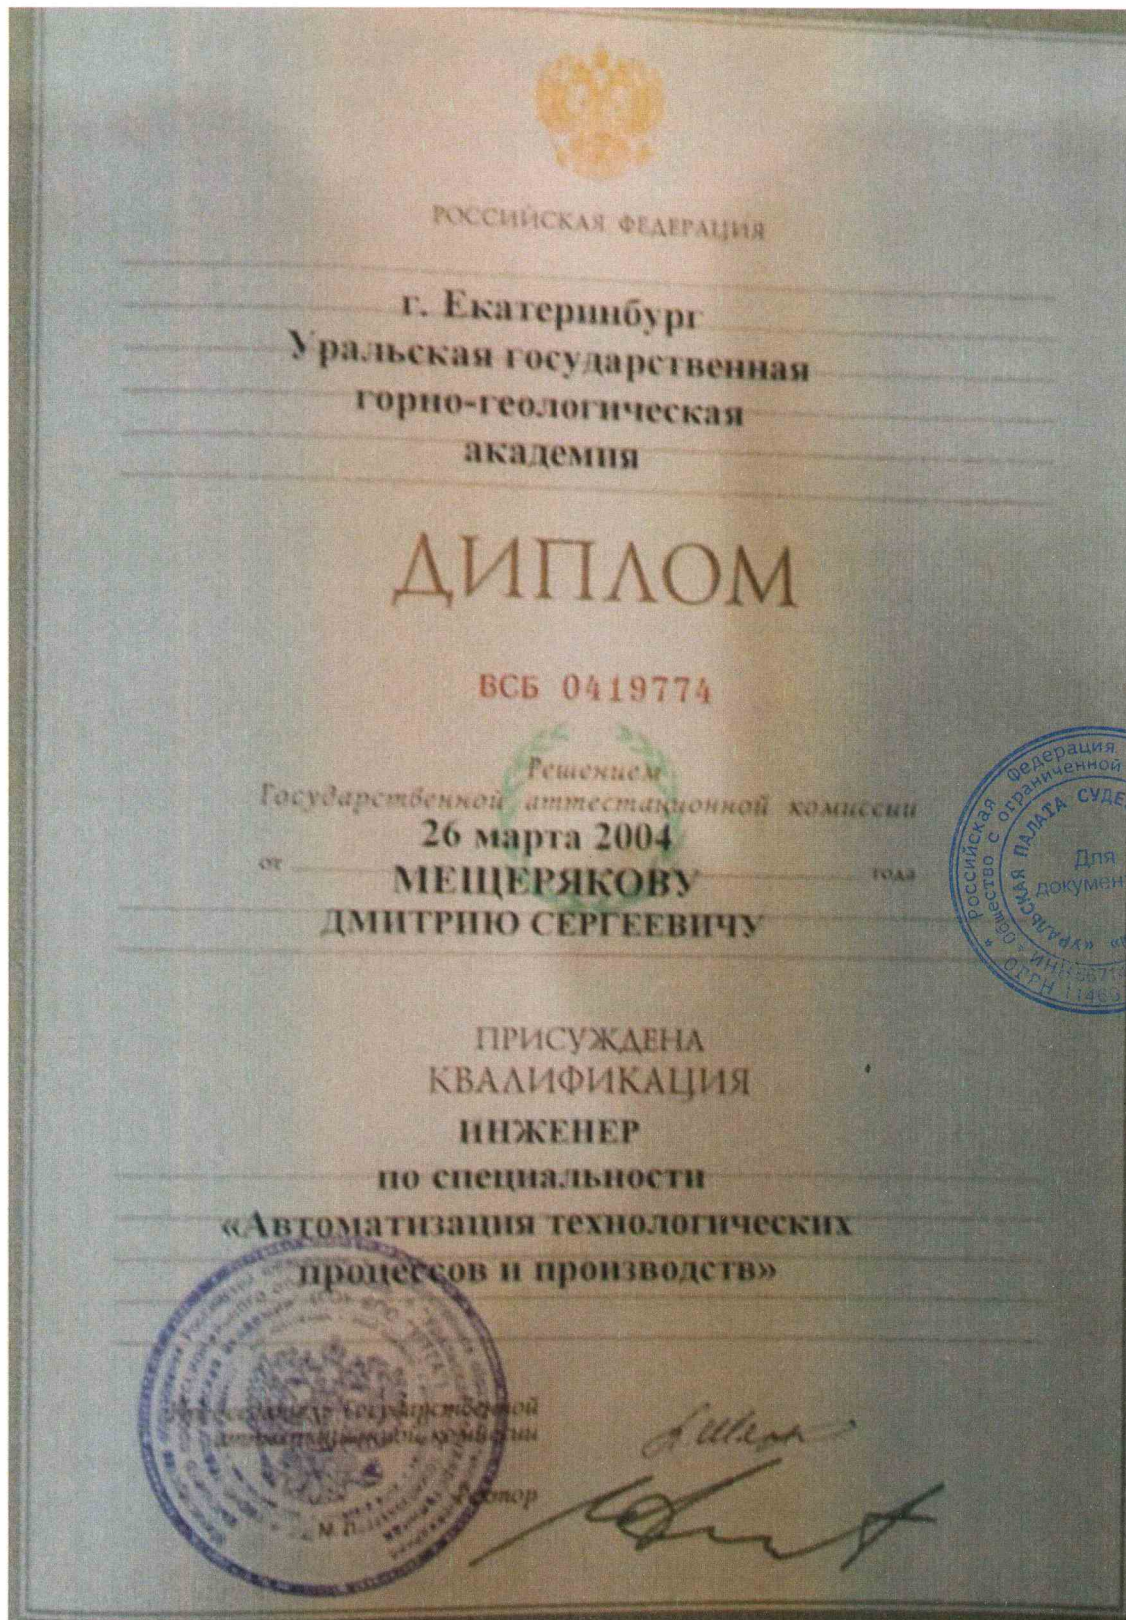 РОССИЙСКАЯ ФЕДЕРАЦИЯ
г. Екатеринбург
Уральская государственная
горно-геологическая
академия
ДИПЛОМ
ВСБ 0419774
Решением
Государственной аттестационной комиссии
26 марта 2004
от года
МЕЩЕРЯКОВУ
ДМИТРИЮ СЕРГЕЕВИЧУ
Российская Федерация
Общество с ограниченной
УРАЛЬСКАЯ ПАЛАТА СУДЕ
Для
докумен
ИНН
ОГРН
ПРИСУЖДЕНА
КВАЛИФИКАЦИЯ
ИНЖЕНЕР
по специальности
«Автоматизация технологических
процессов и производств»
Председатель Государственной
аттестационной комиссии
Ректор
М.П.